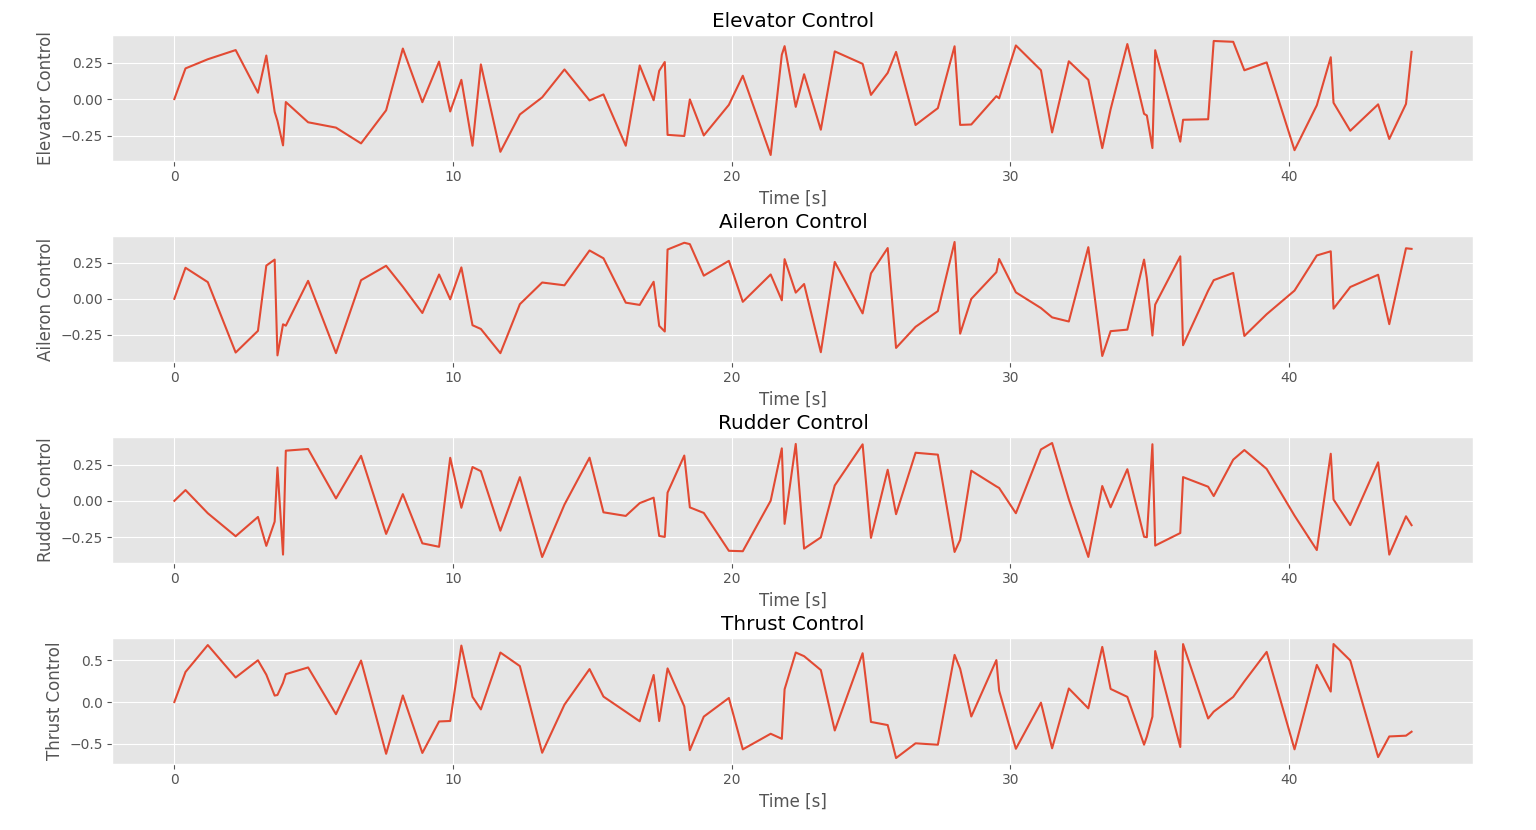 Elevator Control
Elevator Control
0.25
0.00
−0.25
0 10 20 30 40
Time [s]
Aileron Control
Aileron Control
0.25
0.00
−0.25
0 10 20 30 40
Time [s]
Rudder Control
Rudder Control
0.25
0.00
−0.25
0 10 20 30 40
Time [s]
Thrust Control
Thrust Control
0.5
0.0
−0.5
0 10 20 30 40
Time [s]